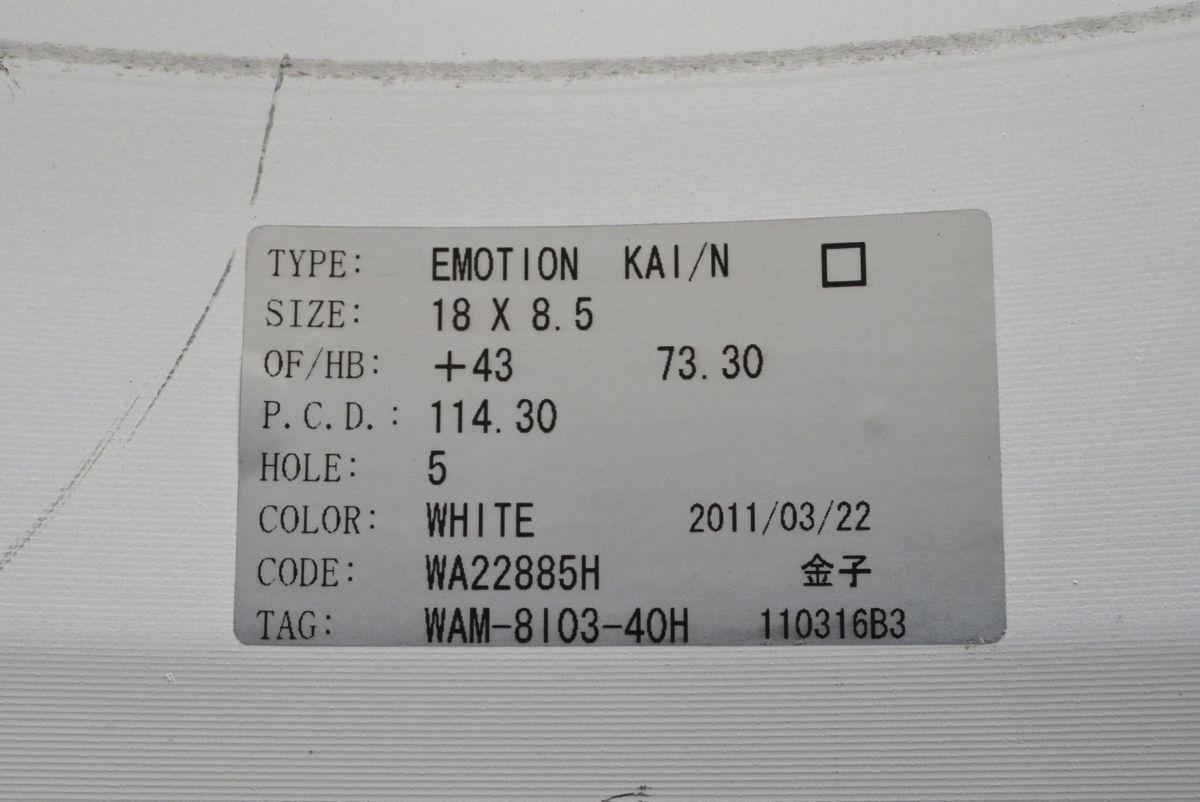 TYPE: EMOTION KAI/N □
SIZE: 18 X 8.5
OF/HB: +43 73.30
P.C.D.: 114.30
HOLE: 5
COLOR: WHITE 2011/03/22
CODE: WA22885H 金子
TAG: WAM-8I03-40H 110316B3